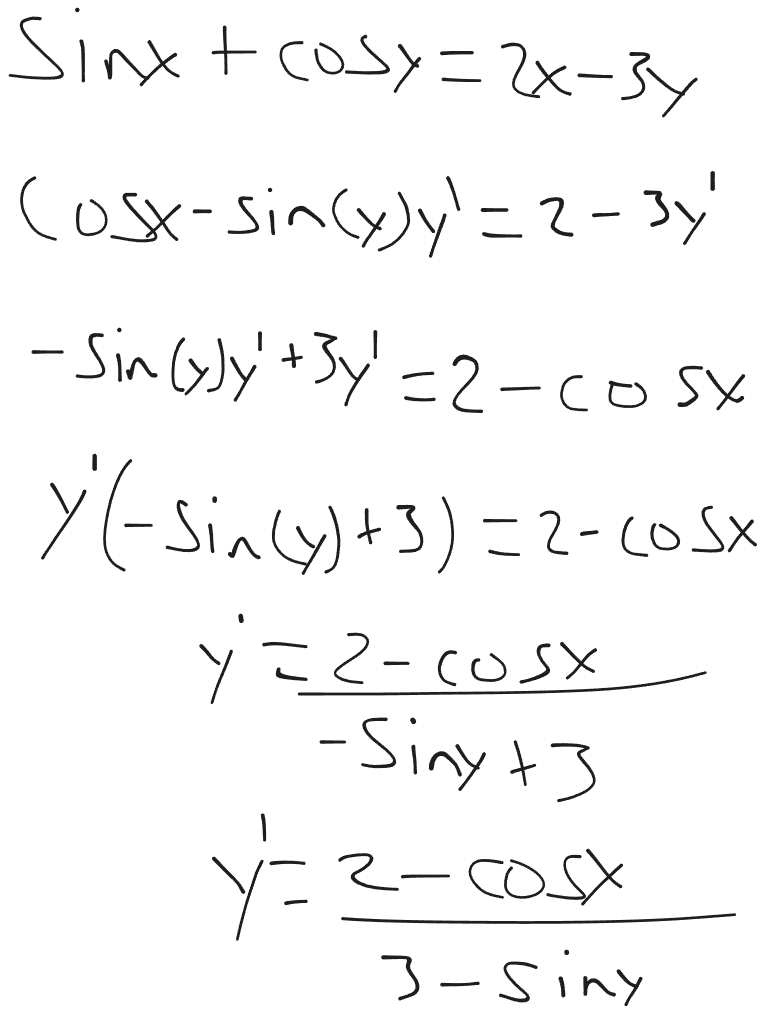 sinx + cosy = 2x - 3y
cosx - sin(y)y' = 2 - 3y'
-sin(y)y' + 3y' = 2 - cosx
y'(-sin(y) + 3) = 2 - cosx
y' = 2 - cosx
-siny + 3
y' = 2 - cosx
3 - siny